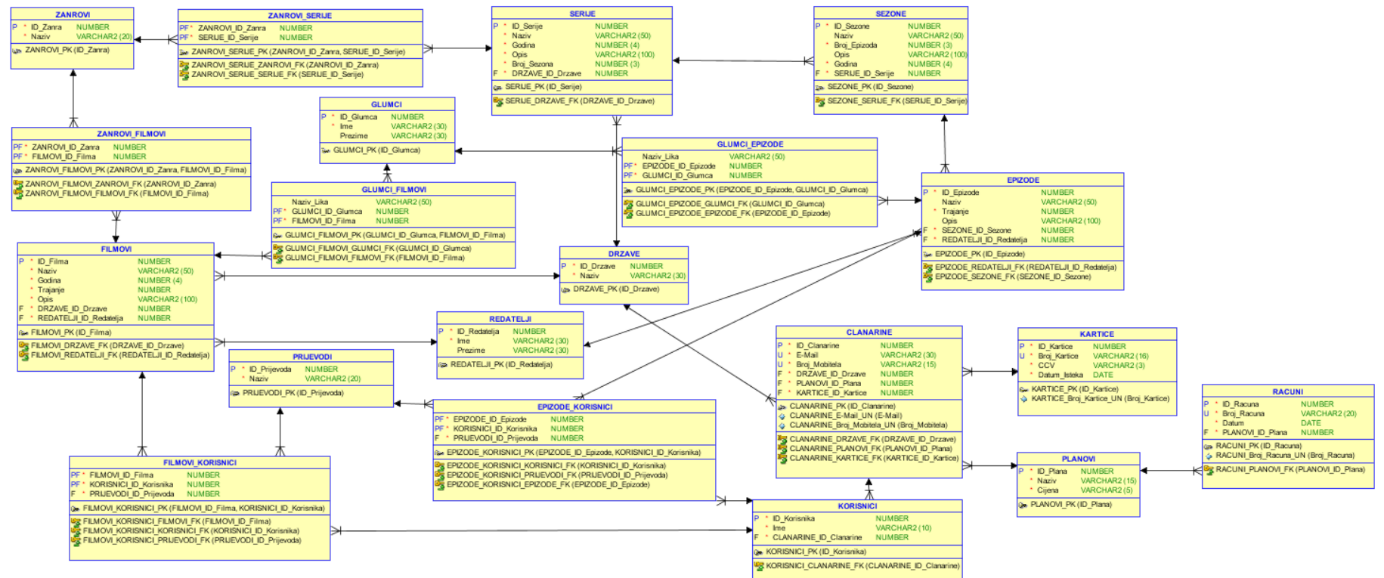 ZANROVI
P * ID_Zanra NUMBER
* Naziv VARCHAR2 (20)
ZANROVI_PK (ID_Zanra)
ZANROVI_SERIJE
PF* ZANROVI_ID_Zanra NUMBER
PF* SERIJE_ID_Serije NUMBER
ZANROVI_SERIJE_PK (ZANROVI_ID_Zanra, SERIJE_ID_Serije)
ZANROVI_SERIJE_ZANROVI_FK (ZANROVI_ID_Zanra)
ZANROVI_SERIJE_SERIJE_FK (SERIJE_ID_Serije)
SERIJE
P * ID_Serije NUMBER
* Naziv VARCHAR2 (50)
* Godina NUMBER (4)
* Opis VARCHAR2 (100)
* Broj_Sezona NUMBER (3)
F * DRZAVE_ID_Drzave NUMBER
SERIJE_PK (ID_Serije)
SERIJE_DRZAVE_FK (DRZAVE_ID_Drzave)
SEZONE
P * ID_Sezone NUMBER
Naziv VARCHAR2 (50)
* Broj_Epizoda NUMBER (3)
Opis VARCHAR2 (100)
* Godina NUMBER (4)
F * SERIJE_ID_Serije NUMBER
SEZONE_PK (ID_Sezone)
SEZONE_SERIJE_FK (SERIJE_ID_Serije)
GLUMCI
P * ID_Glumca NUMBER
* Ime VARCHAR2 (30)
Prezime VARCHAR2 (30)
GLUMCI_PK (ID_Glumca)
ZANROVI_FILMOVI
PF* ZANROVI_ID_Zanra NUMBER
PF* FILMOVI_ID_Filma NUMBER
ZANROVI_FILMOVI_PK (ZANROVI_ID_Zanra, FILMOVI_ID_Filma)
ZANROVI_FILMOVI_ZANROVI_FK (ZANROVI_ID_Zanra)
ZANROVI_FILMOVI_FILMOVI_FK (FILMOVI_ID_Filma)
GLUMCI_EPIZODE
Naziv_Lika VARCHAR2 (50)
PF* EPIZODE_ID_Epizode NUMBER
PF* GLUMCI_ID_Glumca NUMBER
GLUMCI_EPIZODE_PK (EPIZODE_ID_Epizode, GLUMCI_ID_Glumca)
GLUMCI_EPIZODE_GLUMCI_FK (GLUMCI_ID_Glumca)
GLUMCI_EPIZODE_EPIZODE_FK (EPIZODE_ID_Epizode)
EPIZODE
P * ID_Epizode NUMBER
Naziv VARCHAR2 (50)
* Trajanje NUMBER
Opis VARCHAR2 (100)
F * SEZONE_ID_Sezone NUMBER
F * REDATELJI_ID_Redatelja NUMBER
EPIZODE_PK (ID_Epizode)
EPIZODE_REDATELJI_FK (REDATELJI_ID_Redatelja)
EPIZODE_SEZONE_FK (SEZONE_ID_Sezone)
GLUMCI_FILMOVI
Naziv_Lika VARCHAR2 (50)
PF* GLUMCI_ID_Glumca NUMBER
PF* FILMOVI_ID_Filma NUMBER
GLUMCI_FILMOVI_PK (GLUMCI_ID_Glumca, FILMOVI_ID_Filma)
GLUMCI_FILMOVI_GLUMCI_FK (GLUMCI_ID_Glumca)
GLUMCI_FILMOVI_FILMOVI_FK (FILMOVI_ID_Filma)
FILMOVI
P * ID_Filma NUMBER
* Naziv VARCHAR2 (50)
* Godina NUMBER (4)
* Trajanje NUMBER
* Opis VARCHAR2 (100)
F * DRZAVE_ID_Drzave NUMBER
F * REDATELJI_ID_Redatelja NUMBER
FILMOVI_PK (ID_Filma)
FILMOVI_DRZAVE_FK (DRZAVE_ID_Drzave)
FILMOVI_REDATELJI_FK (REDATELJI_ID_Redatelja)
DRZAVE
P * ID_Drzave NUMBER
* Naziv VARCHAR2 (30)
DRZAVE_PK (ID_Drzave)
REDATELJI
P * ID_Redatelja NUMBER
* Ime VARCHAR2 (30)
Prezime VARCHAR2 (30)
REDATELJI_PK (ID_Redatelja)
PRIJEVODI
P * ID_Prijevoda NUMBER
* Naziv VARCHAR2 (20)
PRIJEVODI_PK (ID_Prijevoda)
CLANARINE
P * ID_Clanarine NUMBER
U * E-Mail VARCHAR2 (30)
U * Broj_Mobitela VARCHAR2 (15)
F * DRZAVE_ID_Drzave NUMBER
F * PLANOVI_ID_Plana NUMBER
F * KARTICE_ID_Kartice NUMBER
CLANARINE_PK (ID_Clanarine)
CLANARINE_E-Mail_UN (E-Mail)
CLANARINE_Broj_Mobitela_UN (Broj_Mobitela)
CLANARINE_DRZAVE_FK (DRZAVE_ID_Drzave)
CLANARINE_PLANOVI_FK (PLANOVI_ID_Plana)
CLANARINE_KARTICE_FK (KARTICE_ID_Kartice)
KARTICE
P * ID_Kartice NUMBER
U * Broj_Kartice VARCHAR2 (16)
* CCV VARCHAR2 (3)
* Datum_Isteka DATE
KARTICE_PK (ID_Kartice)
KARTICE_Broj_Kartice_UN (Broj_Kartice)
RACUNI
P * ID_Racuna NUMBER
U * Broj_Racuna VARCHAR2 (20)
* Datum DATE
F * PLANOVI_ID_Plana NUMBER
RACUNI_PK (ID_Racuna)
RACUNI_Broj_Racuna_UN (Broj_Racuna)
RACUNI_PLANOVI_FK (PLANOVI_ID_Plana)
EPIZODE_KORISNICI
PF* EPIZODE_ID_Epizode NUMBER
PF* KORISNICI_ID_Korisnika NUMBER
F * PRIJEVODI_ID_Prijevoda NUMBER
EPIZODE_KORISNICI_PK (EPIZODE_ID_Epizode, KORISNICI_ID_Korisnika)
EPIZODE_KORISNICI_KORISNICI_FK (KORISNICI_ID_Korisnika)
EPIZODE_KORISNICI_PRIJEVODI_FK (PRIJEVODI_ID_Prijevoda)
EPIZODE_KORISNICI_EPIZODE_FK (EPIZODE_ID_Epizode)
PLANOVI
P * ID_Plana NUMBER
* Naziv VARCHAR2 (15)
* Cijena VARCHAR2 (5)
PLANOVI_PK (ID_Plana)
FILMOVI_KORISNICI
PF* FILMOVI_ID_Filma NUMBER
PF* KORISNICI_ID_Korisnika NUMBER
F * PRIJEVODI_ID_Prijevoda NUMBER
FILMOVI_KORISNICI_PK (FILMOVI_ID_Filma, KORISNICI_ID_Korisnika)
FILMOVI_KORISNICI_FILMOVI_FK (FILMOVI_ID_Filma)
FILMOVI_KORISNICI_KORISNICI_FK (KORISNICI_ID_Korisnika)
FILMOVI_KORISNICI_PRIJEVODI_FK (PRIJEVODI_ID_Prijevoda)
KORISNICI
P * ID_Korisnika NUMBER
* Ime VARCHAR2 (10)
F * CLANARINE_ID_Clanarine NUMBER
KORISNICI_PK (ID_Korisnika)
KORISNICI_CLANARINE_FK (CLANARINE_ID_Clanarine)